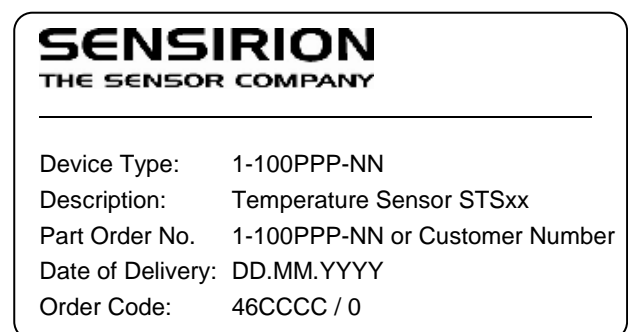 SENSIRION
THE SENSOR COMPANY
Device Type: 1-100PPP-NN
Description: Temperature Sensor STSxx
Part Order No. 1-100PPP-NN or Customer Number
Date of Delivery: DD.MM.YYYY
Order Code: 46CCCC / 0